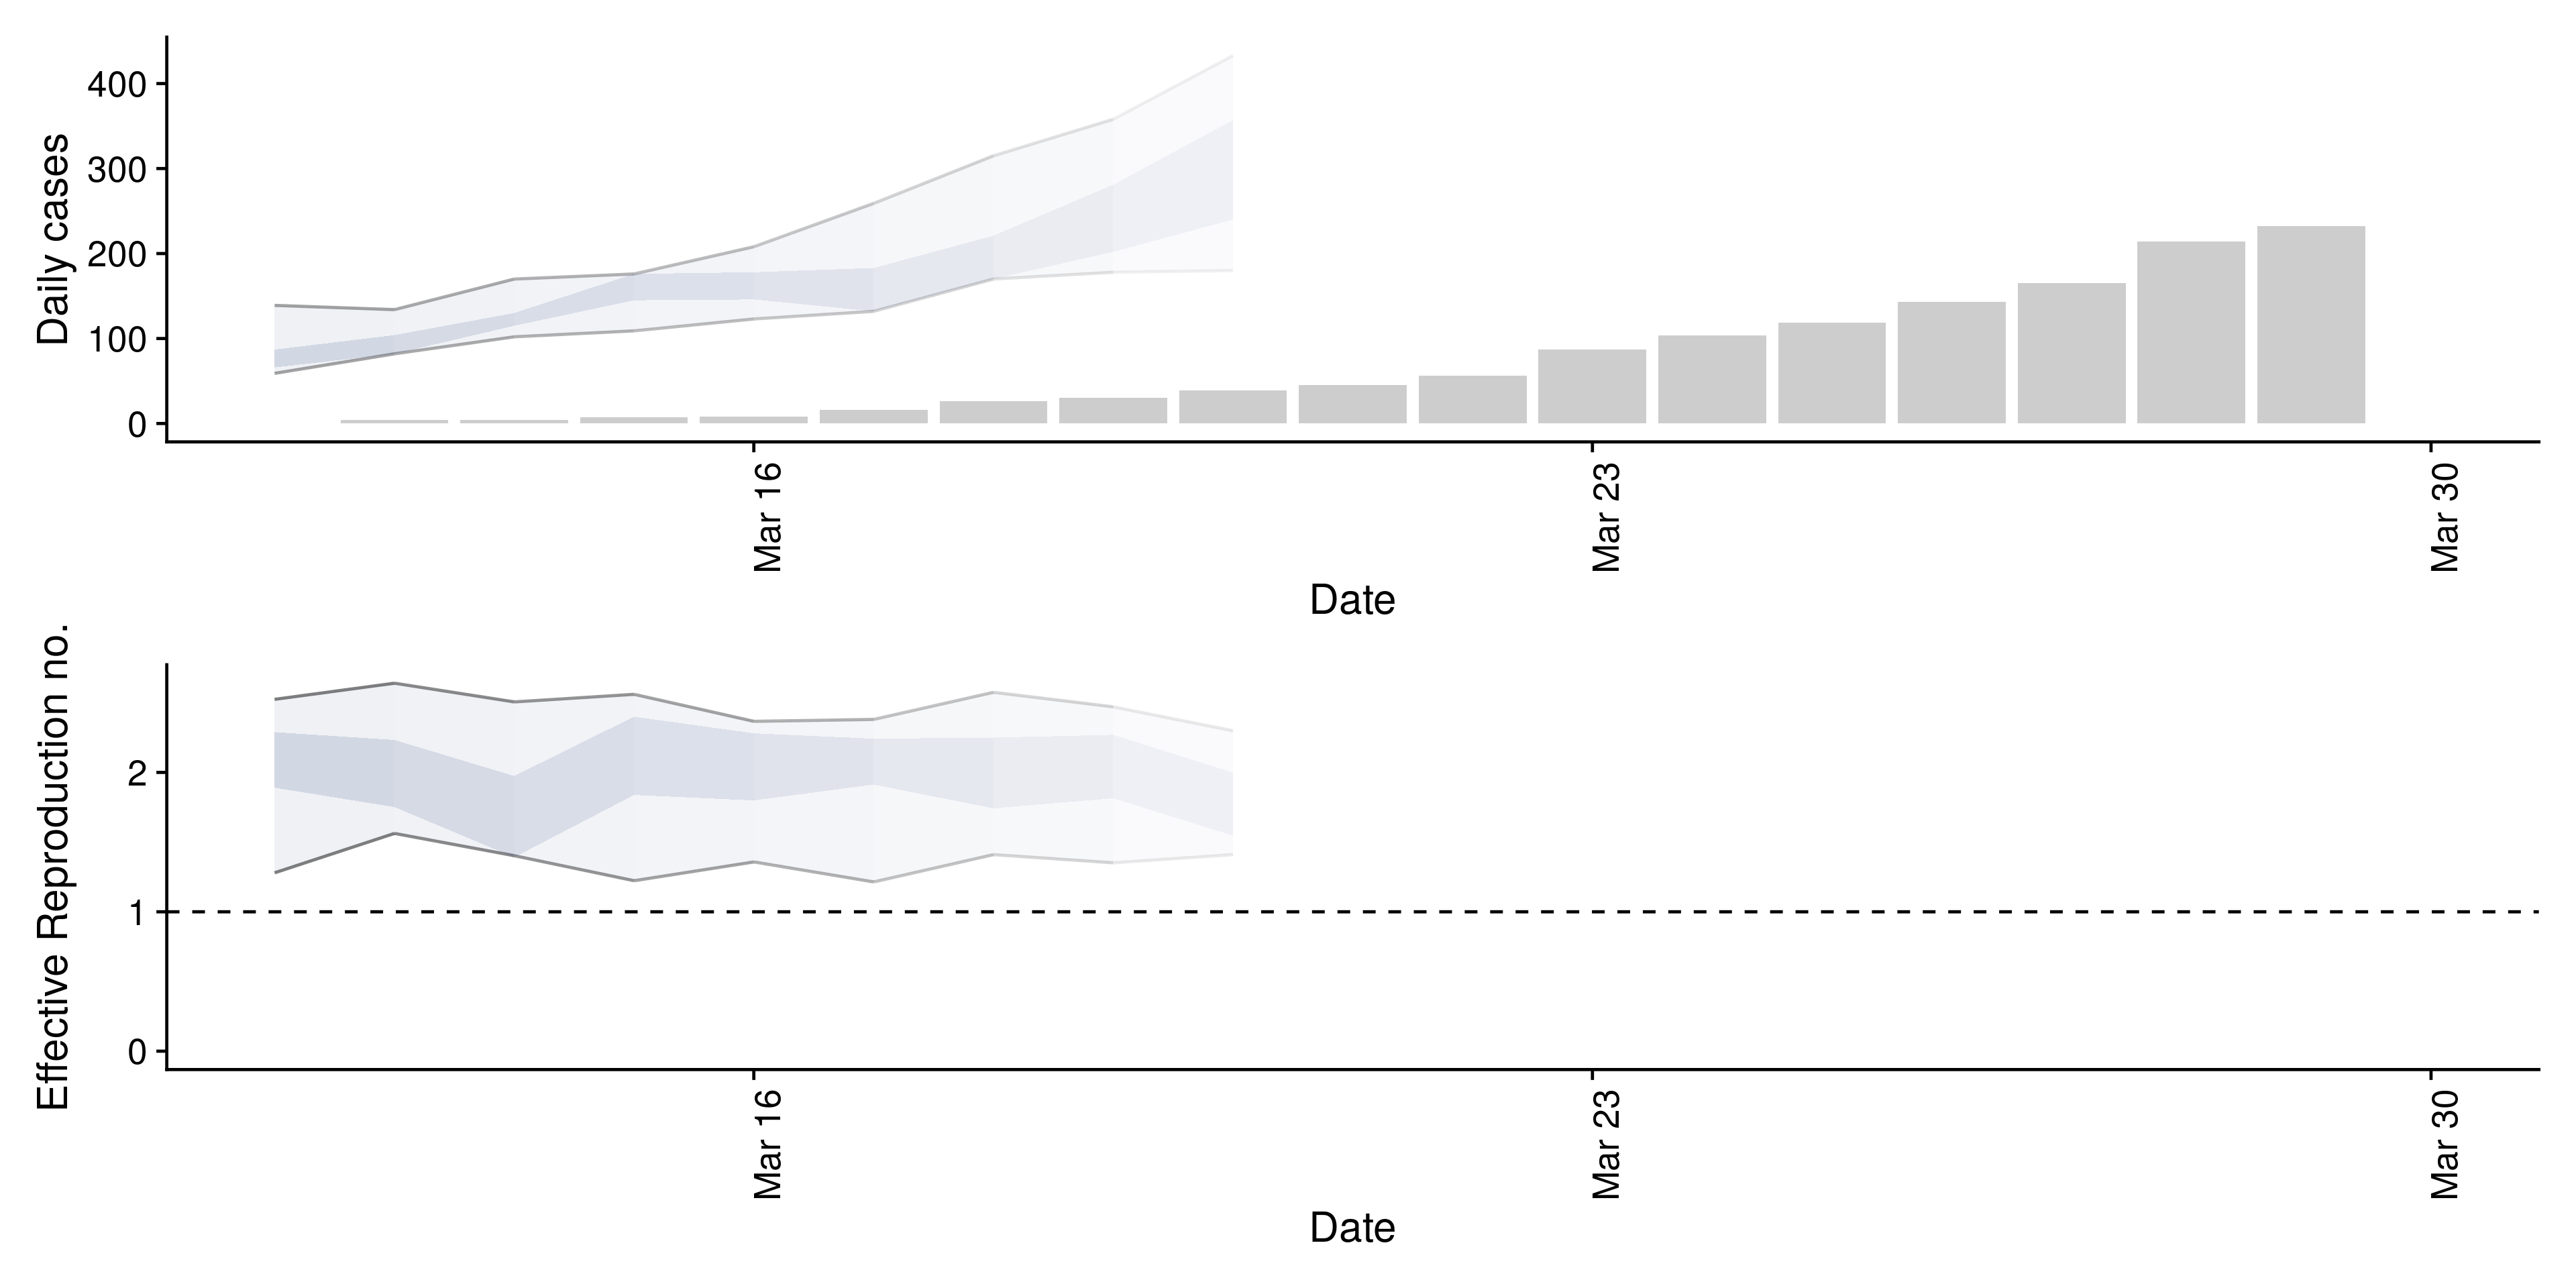 Daily cases
400
300
200
100
0
Mar 16
Mar 23
Mar 30
Date
Effective Reproduction no.
2
1
0
Mar 16
Mar 23
Mar 30
Date